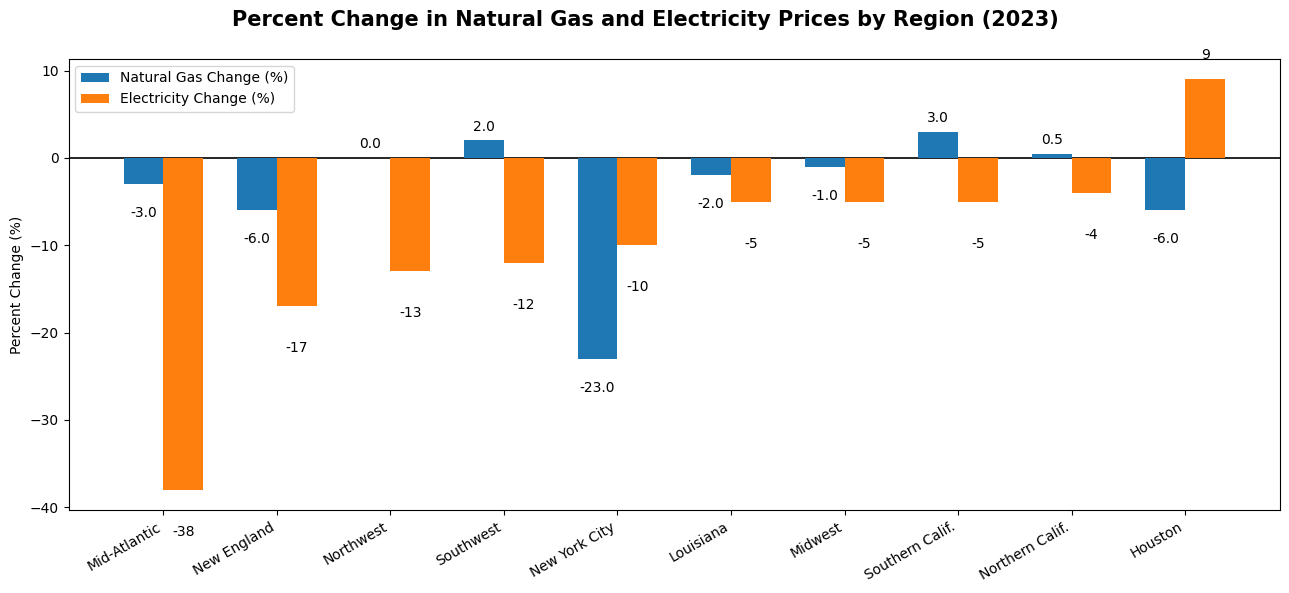 Percent Change in Natural Gas and Electricity Prices by Region (2023)
Natural Gas Change (%)
Electricity Change (%)
Percent Change (%)
10
0
−10
−20
−30
−40
-3.0
-6.0
0.0
2.0
-23.0
-2.0
-1.0
3.0
0.5
-6.0
-38
-17
-13
-12
-10
-5
-5
-5
-4
9
Mid-Atlantic
New England
Northwest
Southwest
New York City
Louisiana
Midwest
Southern Calif.
Northern Calif.
Houston